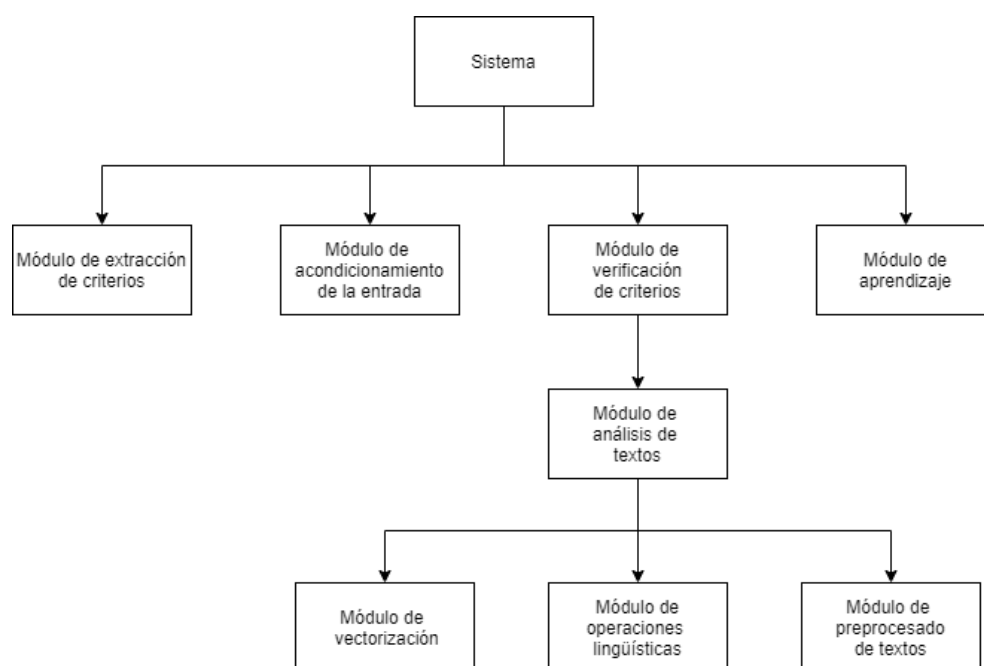 Sistema
Módulo de extracción
de criterios
Módulo de
acondicionamiento
de la entrada
Módulo de
verificación
de criterios
Módulo de
aprendizaje
Módulo de
análisis de
textos
Módulo de
vectorización
Módulo de
operaciones
lingüísticas
Módulo de
preprocesado
de textos